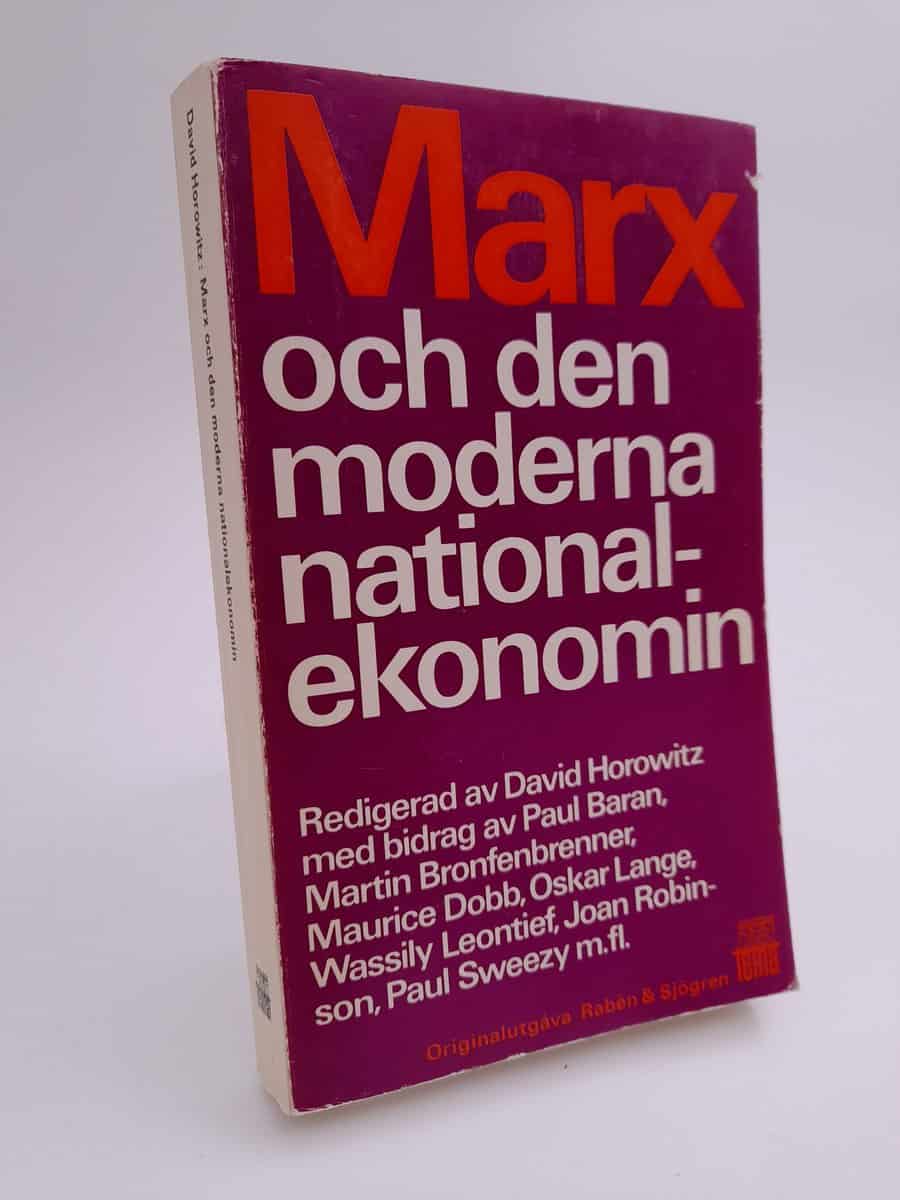 David Horowitz: Marx och den moderna nationalekonomin
Marx
och den
moderna
national-
ekonomin
Redigerad av David Horowitz
med bidrag av Paul Baran,
Martin Bronfenbrenner,
Maurice Dobb, Oskar Lange,
Wassily Leontief, Joan Robin-
son, Paul Sweezy m.fl.
Originalutgåva Rabén & Sjögren